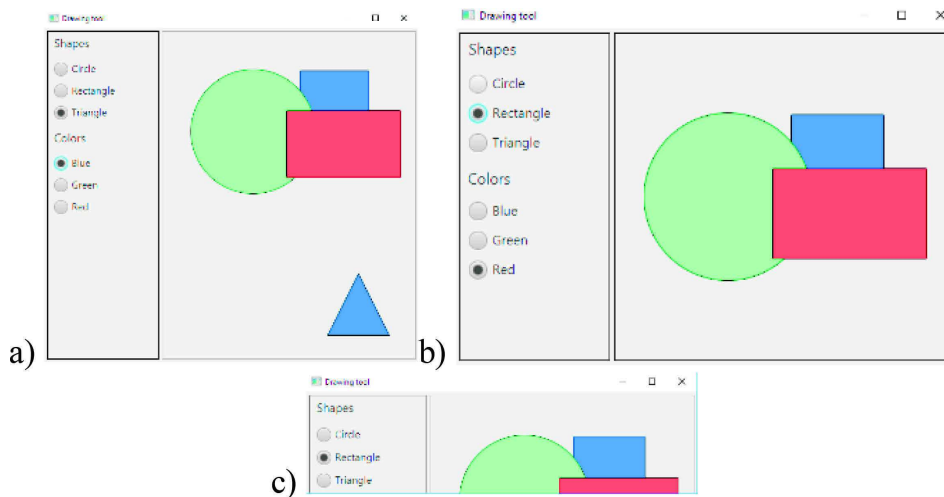 Drawing tool
Shapes
Circle
Rectangle
Triangle
Colors
Blue
Green
Red
a)
Drawing tool
Shapes
Circle
Rectangle
Triangle
Colors
Blue
Green
Red
b)
Drawing tool
Shapes
Circle
Rectangle
Triangle
c)